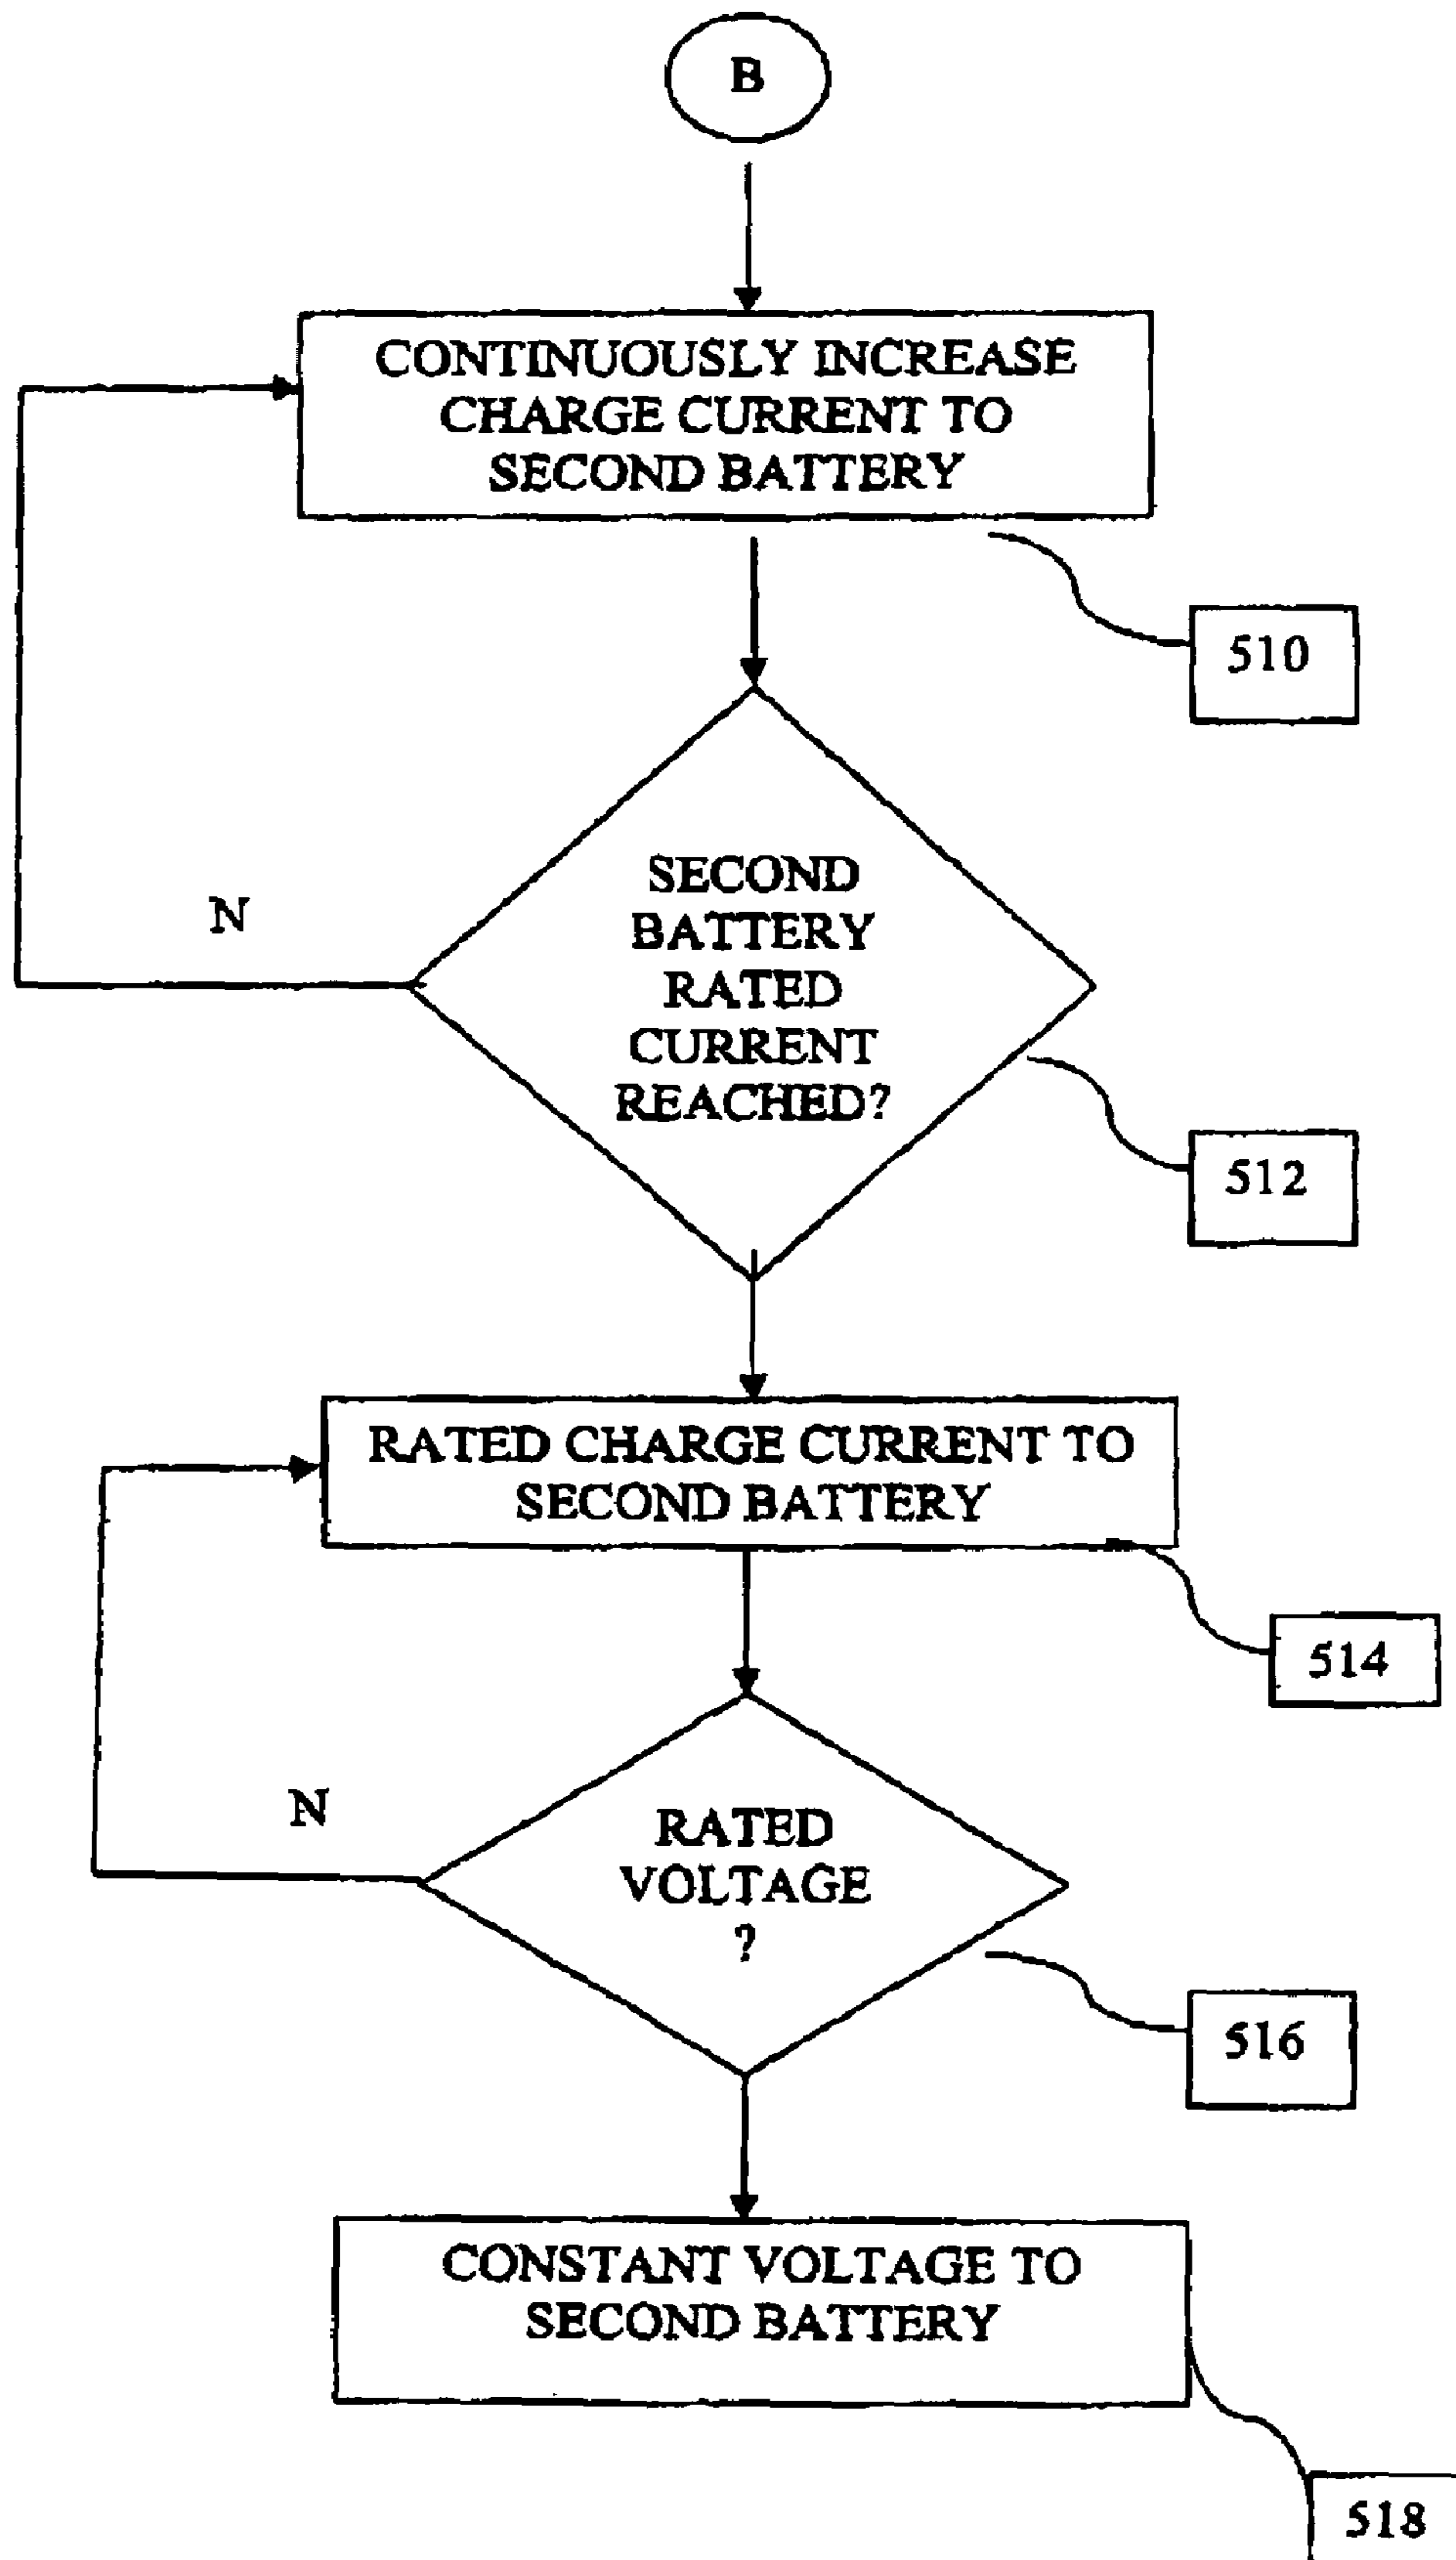 B
CONTINUOUSLY INCREASE
CHARGE CURRENT TO
SECOND BATTERY
510
N
SECOND
BATTERY
RATED
CURRENT
REACHED?
512
RATED CHARGE CURRENT TO
SECOND BATTERY
514
N
RATED
VOLTAGE
?
516
CONSTANT VOLTAGE TO
SECOND BATTERY
518